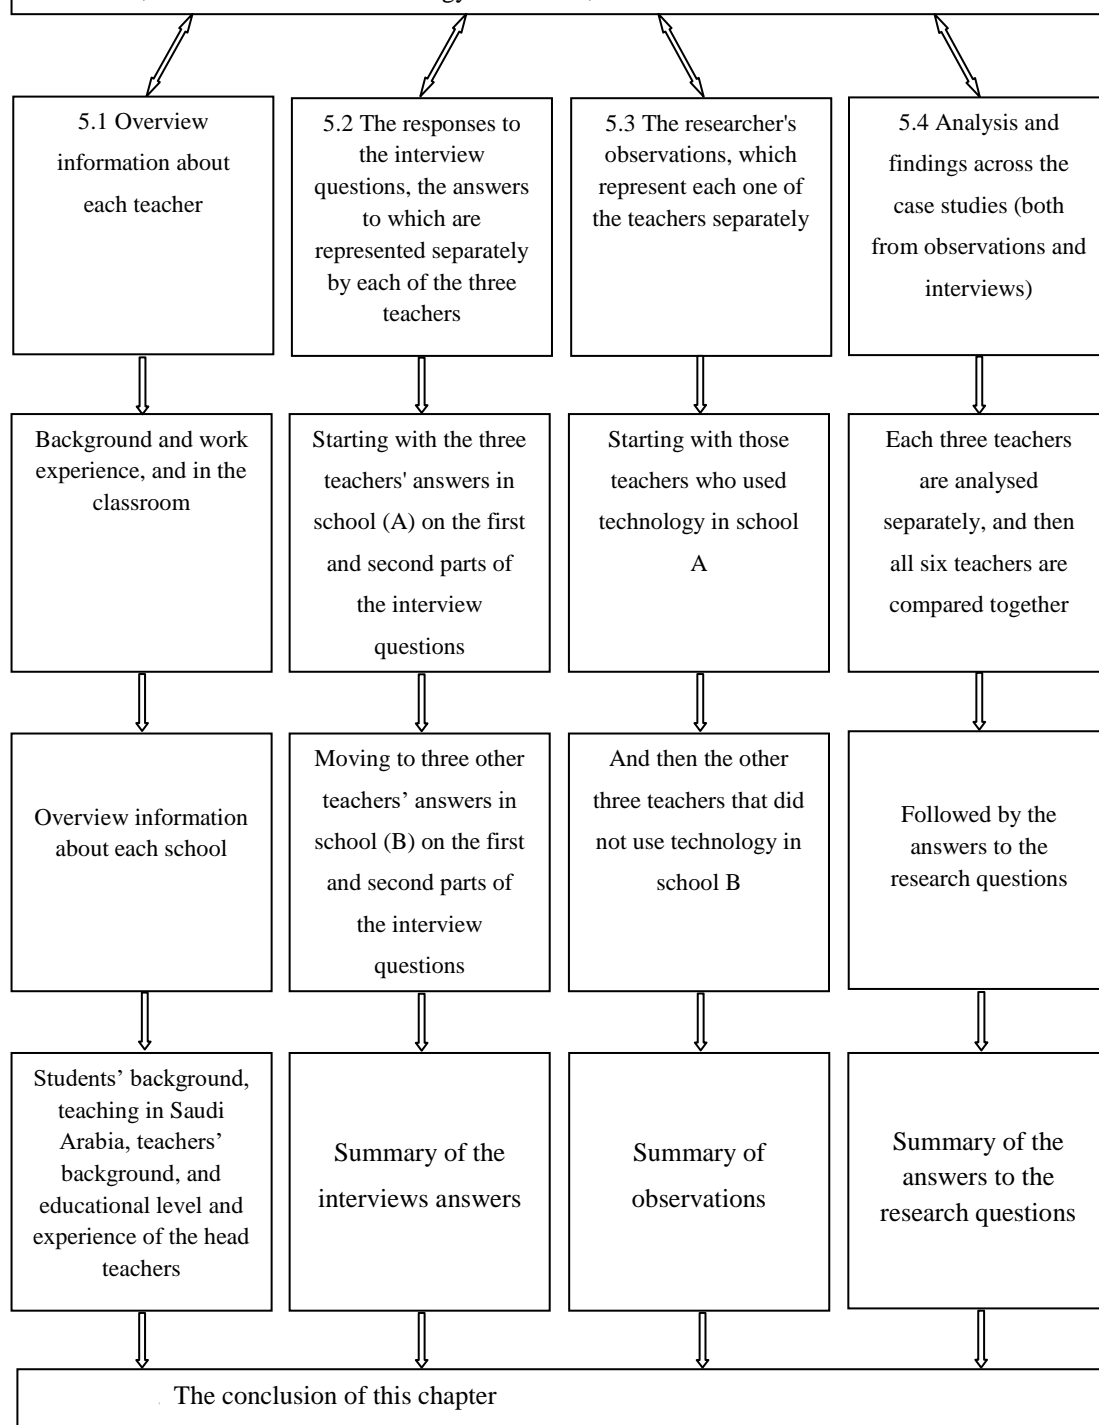 5.1 Overview
information about
each teacher
5.2 The responses to
the interview
questions, the answers
to which are
represented separately
by each of the three
teachers
5.3 The researcher's
observations, which
represent each one of
the teachers separately
5.4 Analysis and
findings across the
case studies (both
from observations and
interviews)
Background and work
experience, and in the
classroom
Starting with the three
teachers' answers in
school (A) on the first
and second parts of
the interview
questions
Starting with those
teachers who used
technology in school
A
Each three teachers
are analysed
separately, and then
all six teachers are
compared together
Overview information
about each school
Moving to three other
teachers’ answers in
school (B) on the first
and second parts of
the interview
questions
And then the other
three teachers that did
not use technology in
school B
Followed by the
answers to the
research questions
Students’ background,
teaching in Saudi
Arabia, teachers’
background, and
educational level and
experience of the head
teachers
Summary of the
interviews answers
Summary of
observations
Summary of the
answers to the
research questions
The conclusion of this chapter